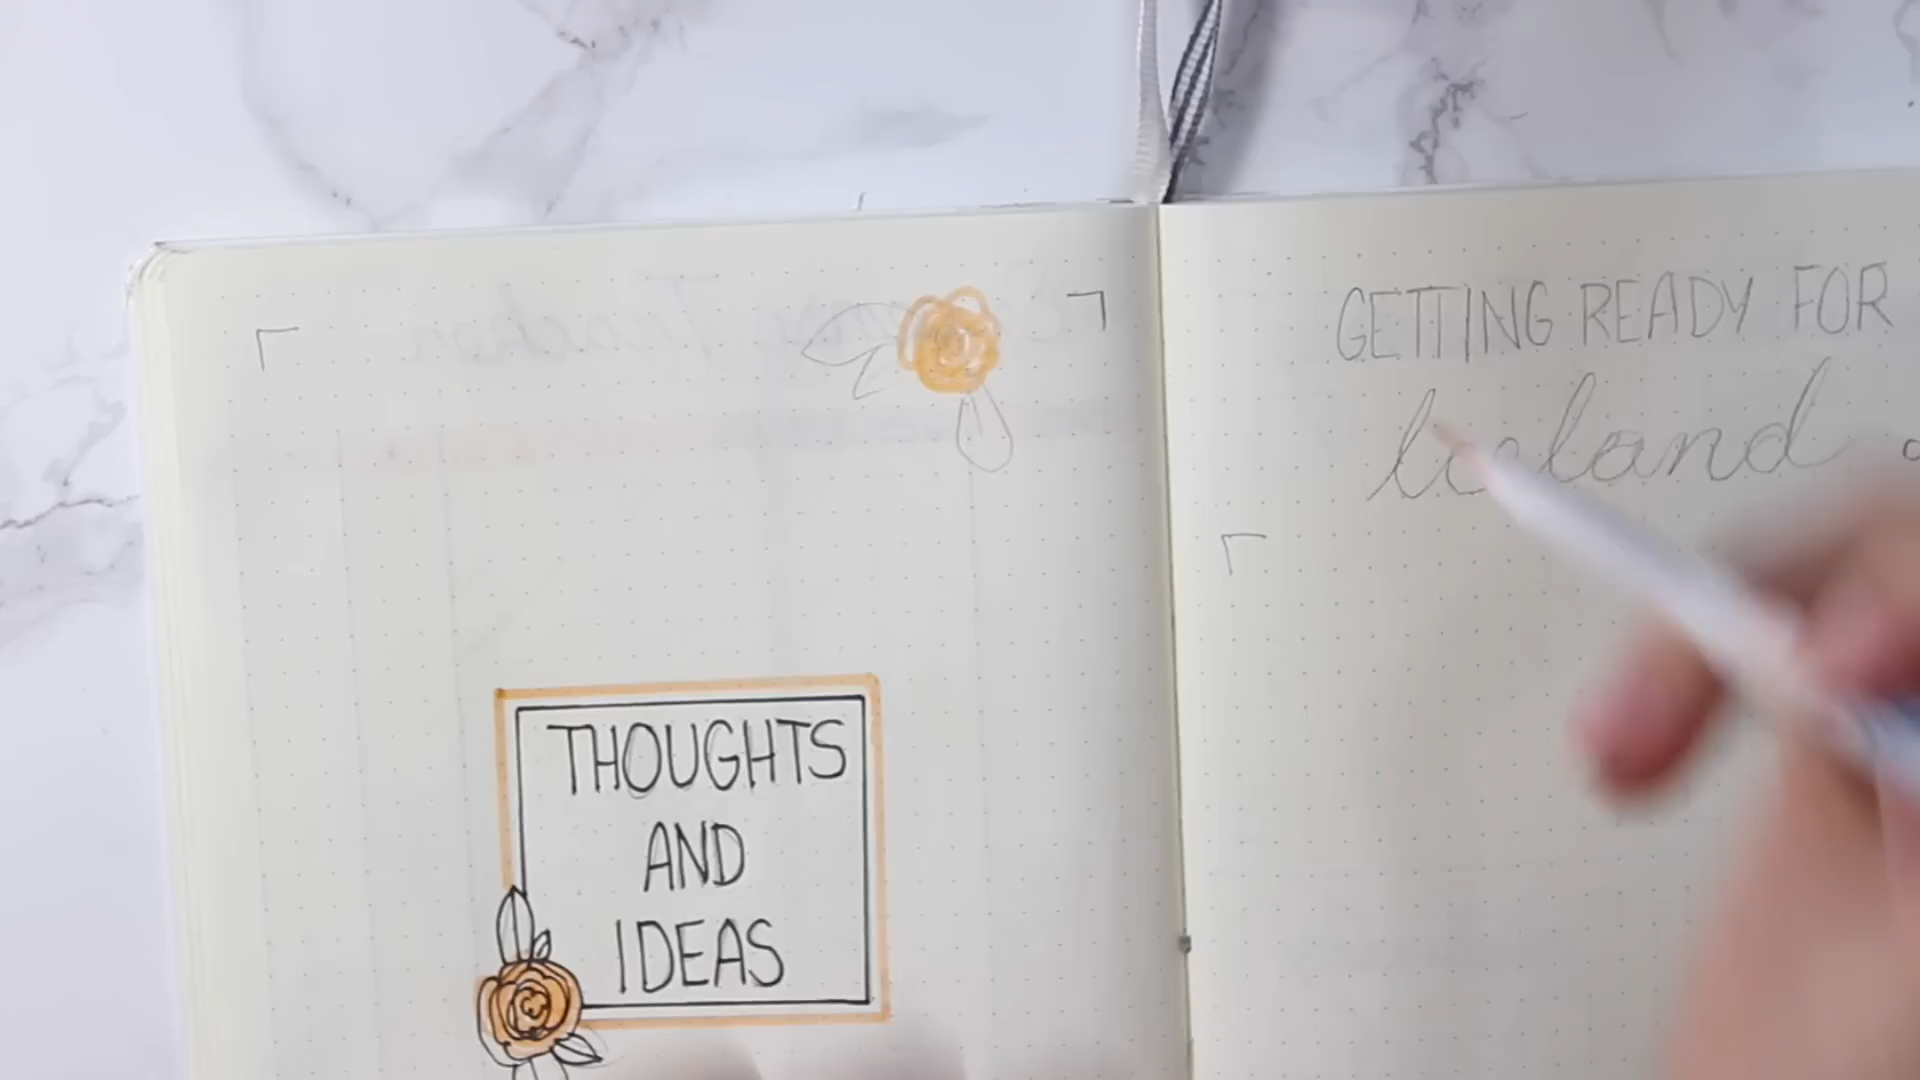 THOUGHTS
AND
IDEAS
GETTING READY FOR
Iceland